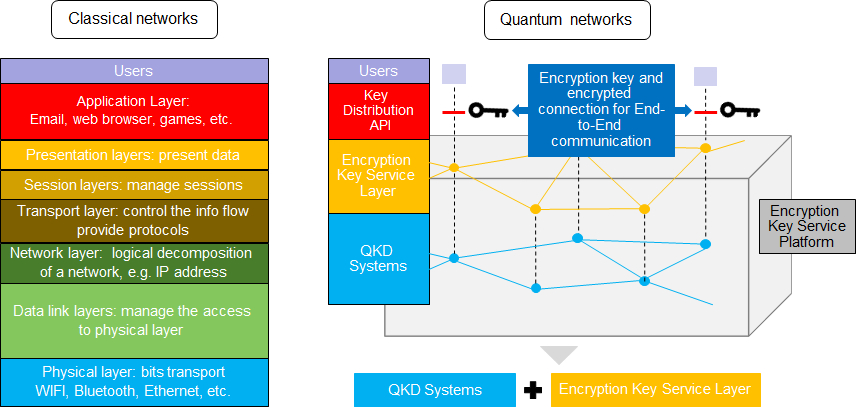 Classical networks
Users
Application Layer:
Email, web browser, games, etc.
Presentation layers: present data
Session layers: manage sessions
Transport layer: control the info flow
provide protocols
Network layer: logical decomposition
of a network, e.g. IP address
Data link layers: manage the access
to physical layer
Physical layer: bits transport
WIFI, Bluetooth, Ethernet, etc.
Quantum networks
Users
Key
Distribution
API
Encryption
Key Service
Layer
QKD
Systems
Encryption key and
encrypted
connection for End-
to-End
communication
Encryption
Key Service
Platform
QKD Systems
Encryption Key Service Layer